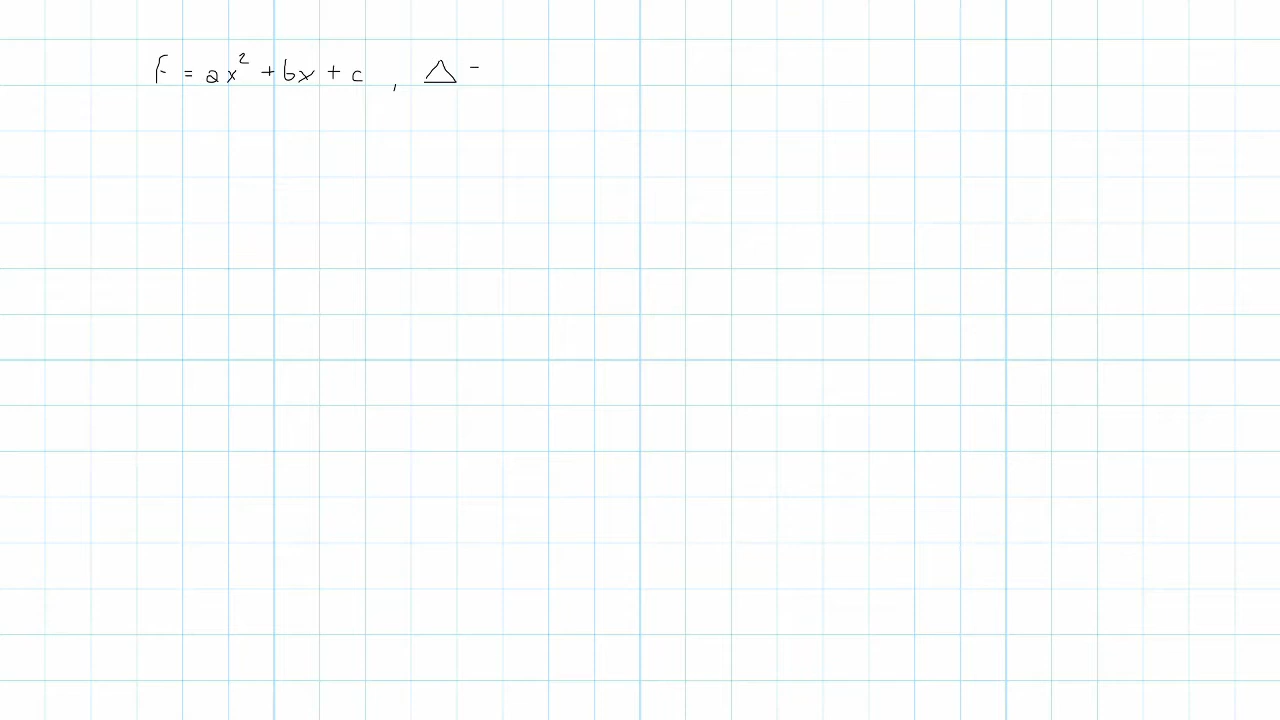 F = ax² + bx + c , △ -